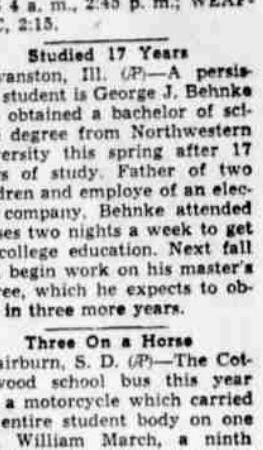 4 a. m., 2:45 p. m.; WEAF-
C, 2:15.
Studied 17 Years
vanston, Ill. (AP)—A persis-
student is George J. Behnke
obtained a bachelor of sci-
degree from Northwestern
ersity this spring after 17
s of study. Father of two
dren and employe of an elec-
company, Behnke attended
ses two nights a week to get
college education. Next fall
begin work on his master's
ree, which he expects to ob-
in three more years.
Three On a Horse
airburn, S. D. (AP)—The Cot-
wood school bus this year
a motorcycle which carried
entire student body on one
William March, a ninth